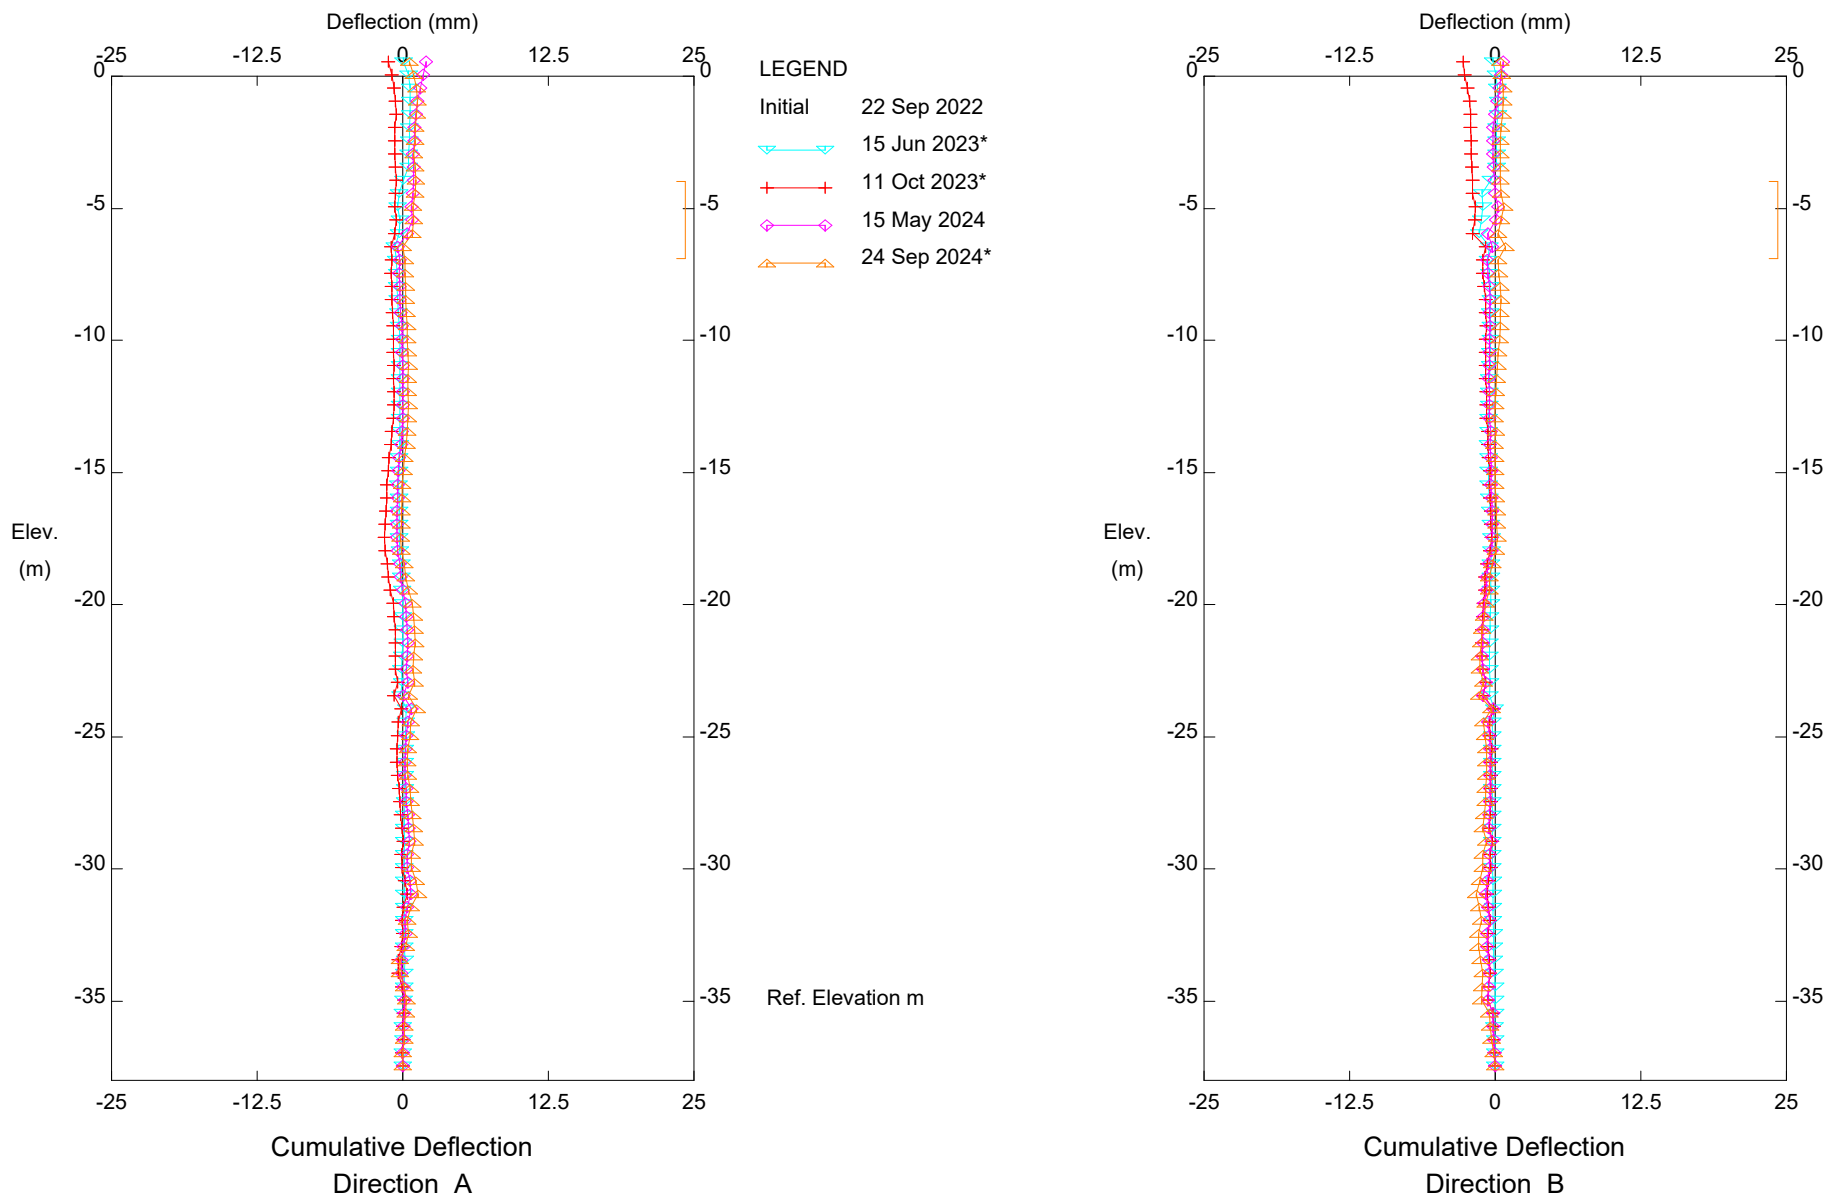 Deflection (mm)
-25 -12.5 0 12.5 25
0 0
-5 -5
-10 -10
-15 -15
Elev.
(m)
-20 -20
-25 -25
-30 -30
-35 -35
-25 -12.5 0 12.5 25
Cumulative Deflection
Direction A
LEGEND
Initial 22 Sep 2022
15 Jun 2023*
11 Oct 2023*
15 May 2024
24 Sep 2024*
Ref. Elevation m
Deflection (mm)
-25 -12.5 0 12.5 25
0 0
-5 -5
-10 -10
-15 -15
Elev.
(m)
-20 -20
-25 -25
-30 -30
-35 -35
-25 -12.5 0 12.5 25
Cumulative Deflection
Direction B